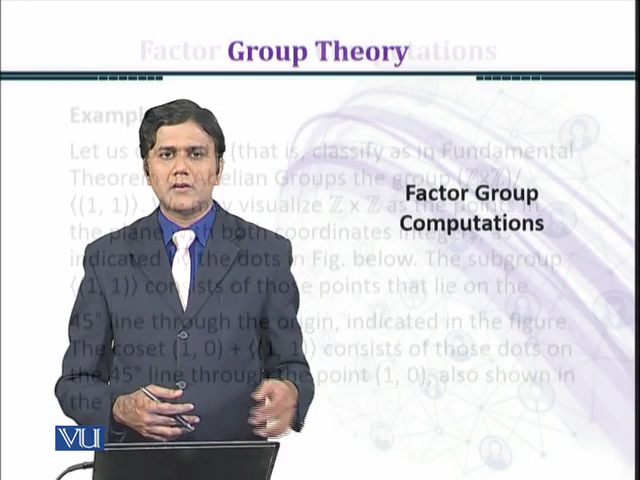 Factor Group Computations
Group Theory
Example
Let us (that is, classify as in Fundamental
Theorem Abelian Groups the group (ℤ×ℤ)/
⟨(1, 1)⟩. visualize ℤ x ℤ as the points in
the plane with both coordinates integers, as
indicated by the dots in Fig. below. The subgroup
⟨(1, 1)⟩ consists of those points that lie on the
45° line through the origin, indicated in the figure.
The coset (1, 0) + ⟨(1, 1)⟩ consists of those dots on
the 45° line through the point (1, 0), also shown in
the
Factor Group
Computations
VU